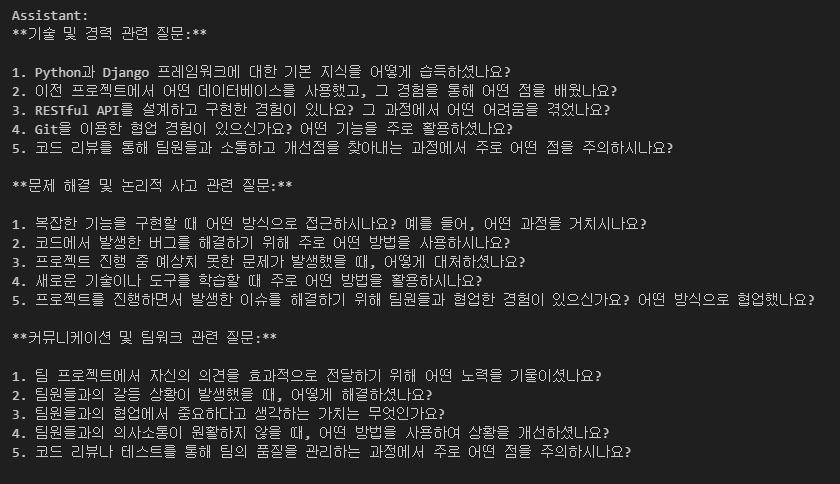 Assistant:
**기술 및 경력 관련 질문:**
1. Python과 Django 프레임워크에 대한 기본 지식을 어떻게 습득하셨나요?
2. 이전 프로젝트에서 어떤 데이터베이스를 사용했고, 그 경험을 통해 어떤 점을 배웠나요?
3. RESTful API를 설계하고 구현한 경험이 있나요? 그 과정에서 어떤 어려움을 겪었나요?
4. Git을 이용한 협업 경험이 있으신가요? 어떤 기능을 주로 활용하셨나요?
5. 코드 리뷰를 통해 팀원들과 소통하고 개선점을 찾아내는 과정에서 주로 어떤 점을 주의하시나요?
**문제 해결 및 논리적 사고 관련 질문:**
1. 복잡한 기능을 구현할 때 어떤 방식으로 접근하시나요? 예를 들어, 어떤 과정을 거치시나요?
2. 코드에서 발생한 버그를 해결하기 위해 주로 어떤 방법을 사용하시나요?
3. 프로젝트 진행 중 예상치 못한 문제가 발생했을 때, 어떻게 대처하셨나요?
4. 새로운 기술이나 도구를 학습할 때 주로 어떤 방법을 활용하시나요?
5. 프로젝트를 진행하면서 발생한 이슈를 해결하기 위해 팀원들과 협업한 경험이 있으신가요? 어떤 방식으로 협업했나요?
**커뮤니케이션 및 팀워크 관련 질문:**
1. 팀 프로젝트에서 자신의 의견을 효과적으로 전달하기 위해 어떤 노력을 기울이셨나요?
2. 팀원들과의 갈등 상황이 발생했을 때, 어떻게 해결하셨나요?
3. 팀원들과의 협업에서 중요하다고 생각하는 가치는 무엇인가요?
4. 팀원들과의 의사소통이 원활하지 않을 때, 어떤 방법을 사용하여 상황을 개선하셨나요?
5. 코드 리뷰나 테스트를 통해 팀의 품질을 관리하는 과정에서 주로 어떤 점을 주의하시나요?